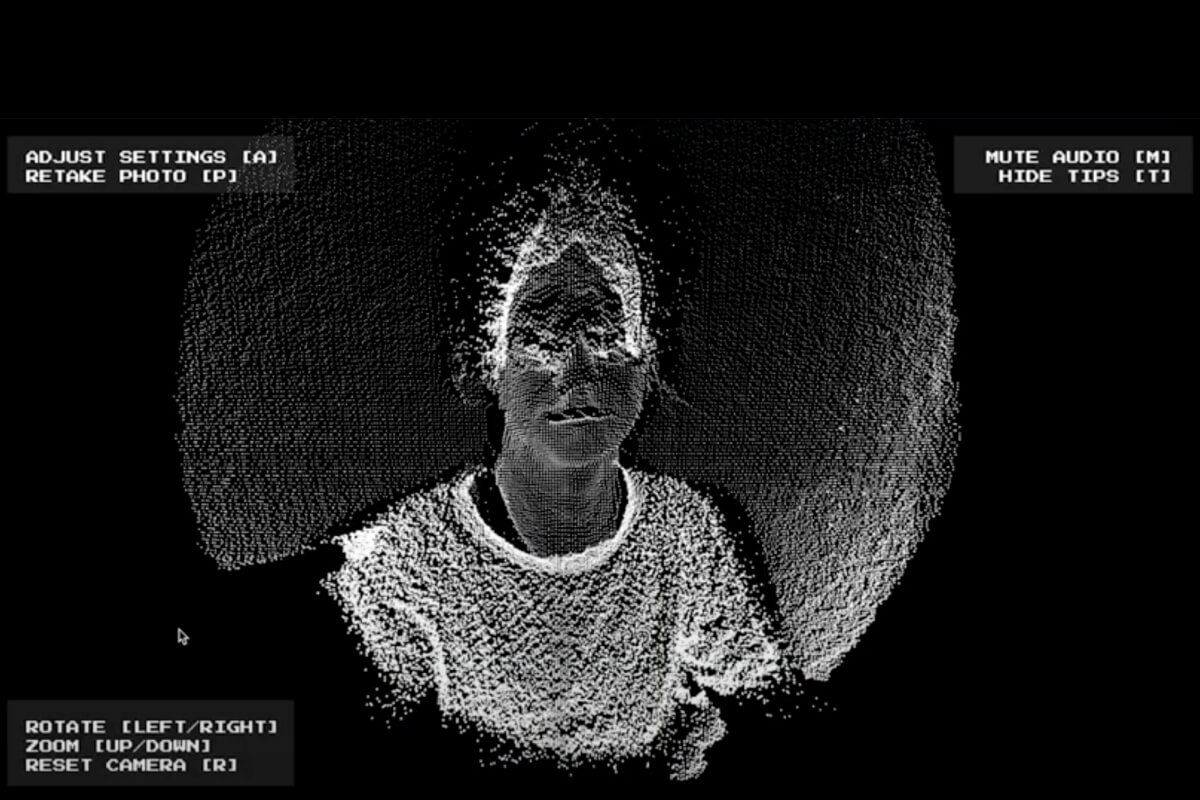 ADJUST SETTINGS [A]
RETAKE PHOTO [P]
MUTE AUDIO [M]
HIDE TIPS [T]
ROTATE [LEFT/RIGHT]
ZOOM [UP/DOWN]
RESET CAMERA [R]